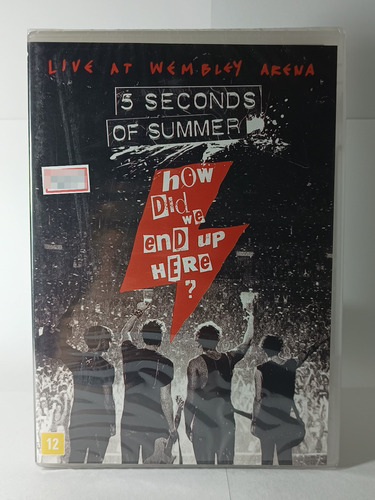 LIVE AT WEMBLEY ARENA
5 SECONDS
OF SUMMER
HOW
DID
WE
END UP
HERE
?
12